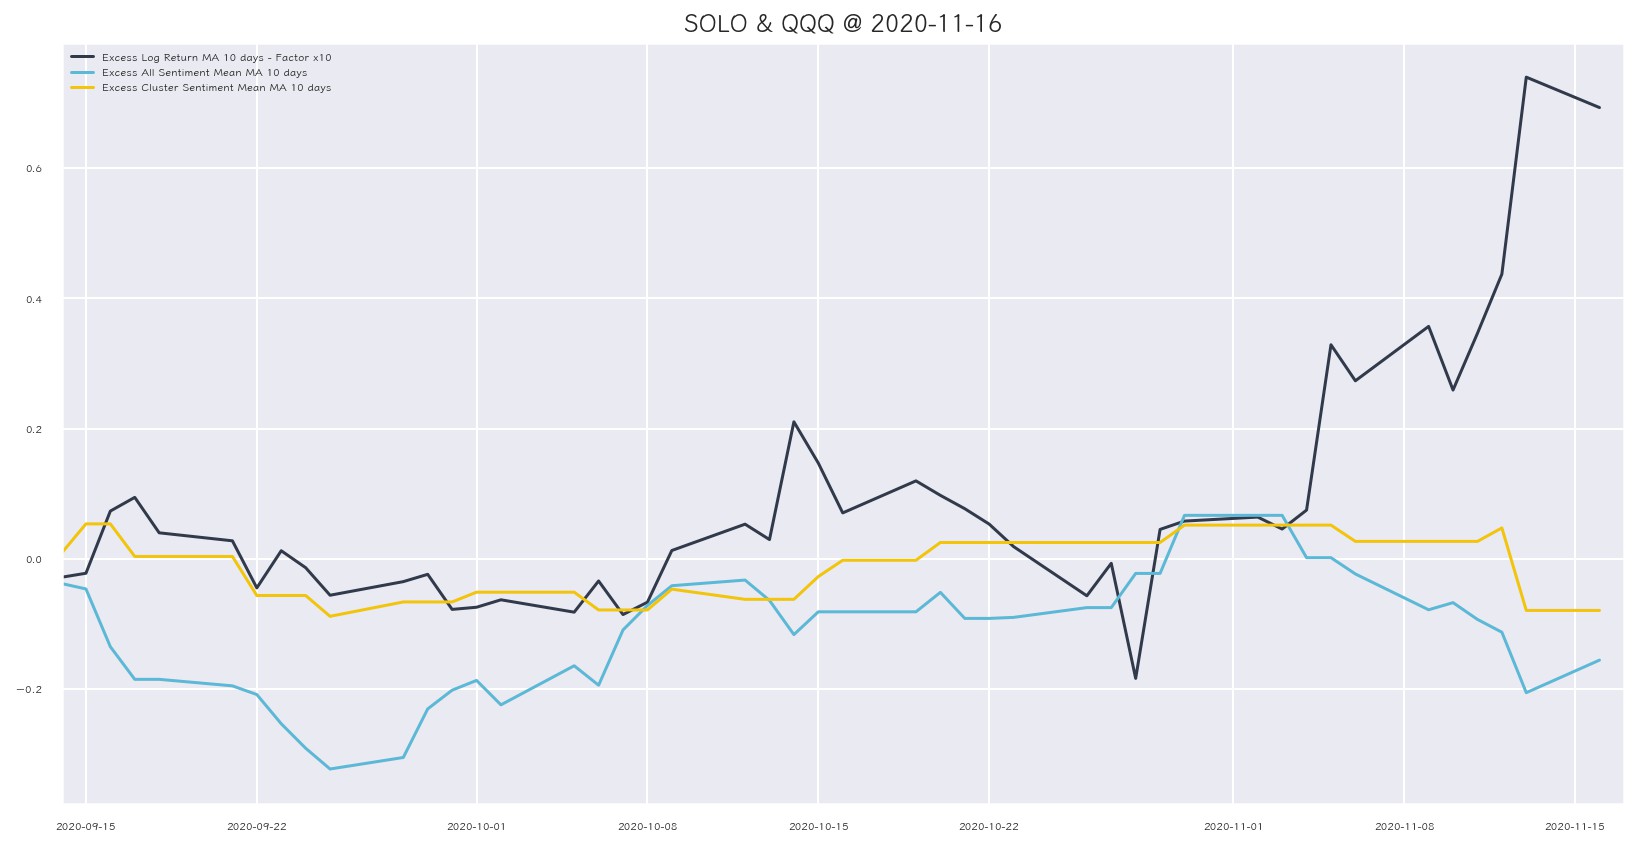 SOLO & QQQ @ 2020-11-16
Excess Log Return MA 10 days - Factor x10
Excess All Sentiment Mean MA 10 days
Excess Cluster Sentiment Mean MA 10 days
0.6
0.4
0.2
0.0
−0.2
2020-09-15 2020-09-22 2020-10-01 2020-10-08 2020-10-15 2020-10-22 2020-11-01 2020-11-08 2020-11-15